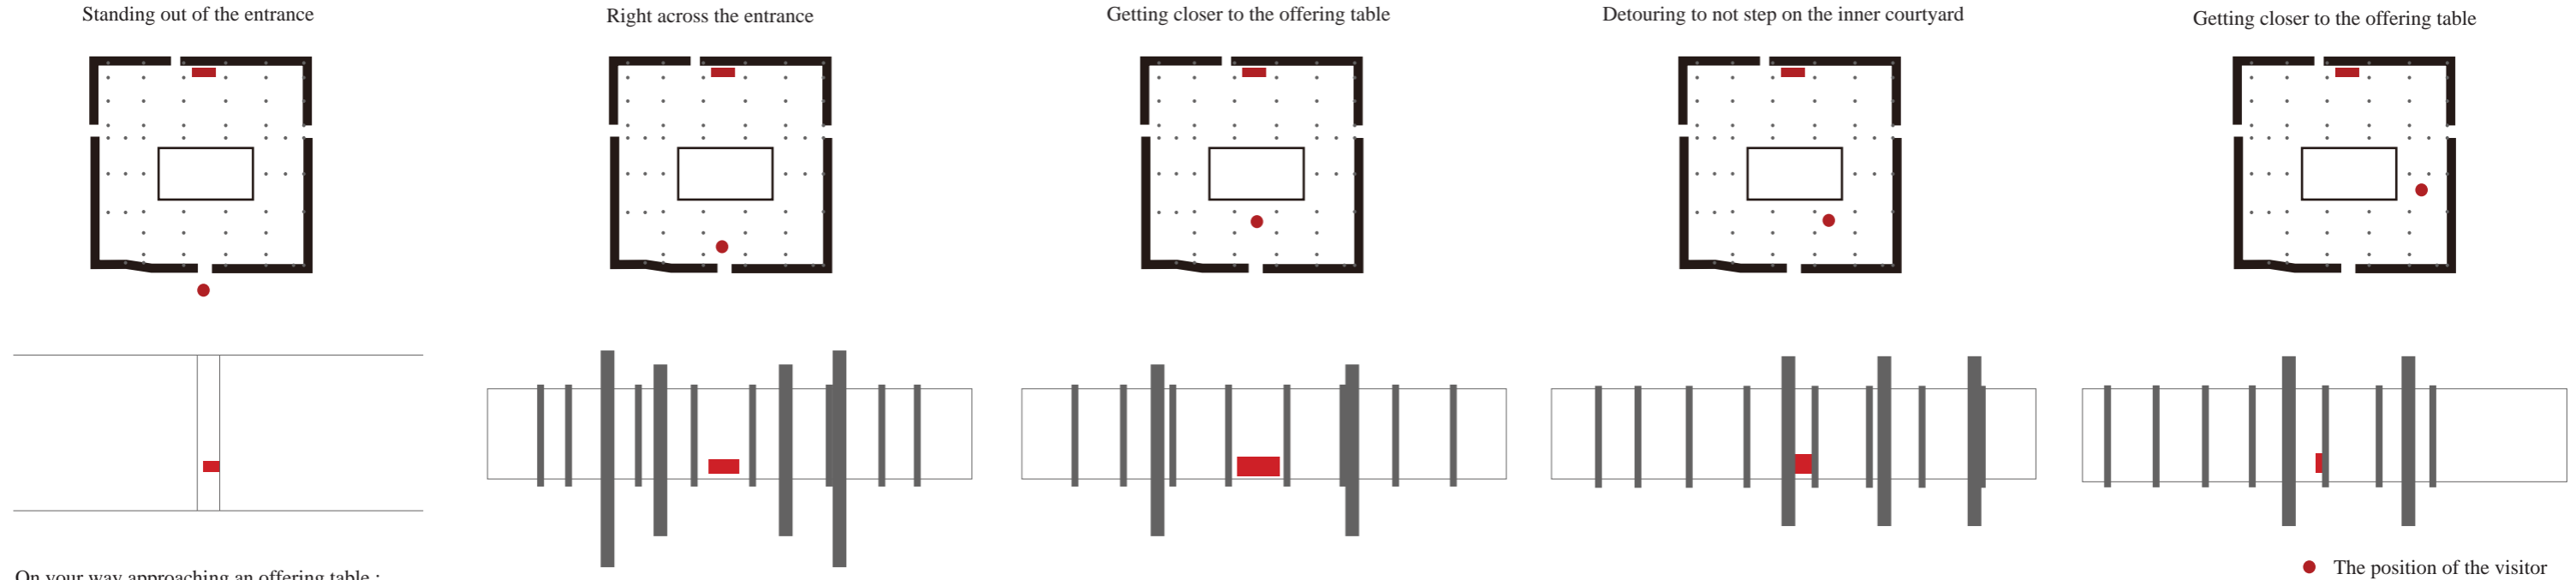 Standing out of the entrance
Right across the entrance
Getting closer to the offering table
Detouring to not step on the inner courtyard
Getting closer to the offering table
On your way approaching an offering table :
The position of the visitor